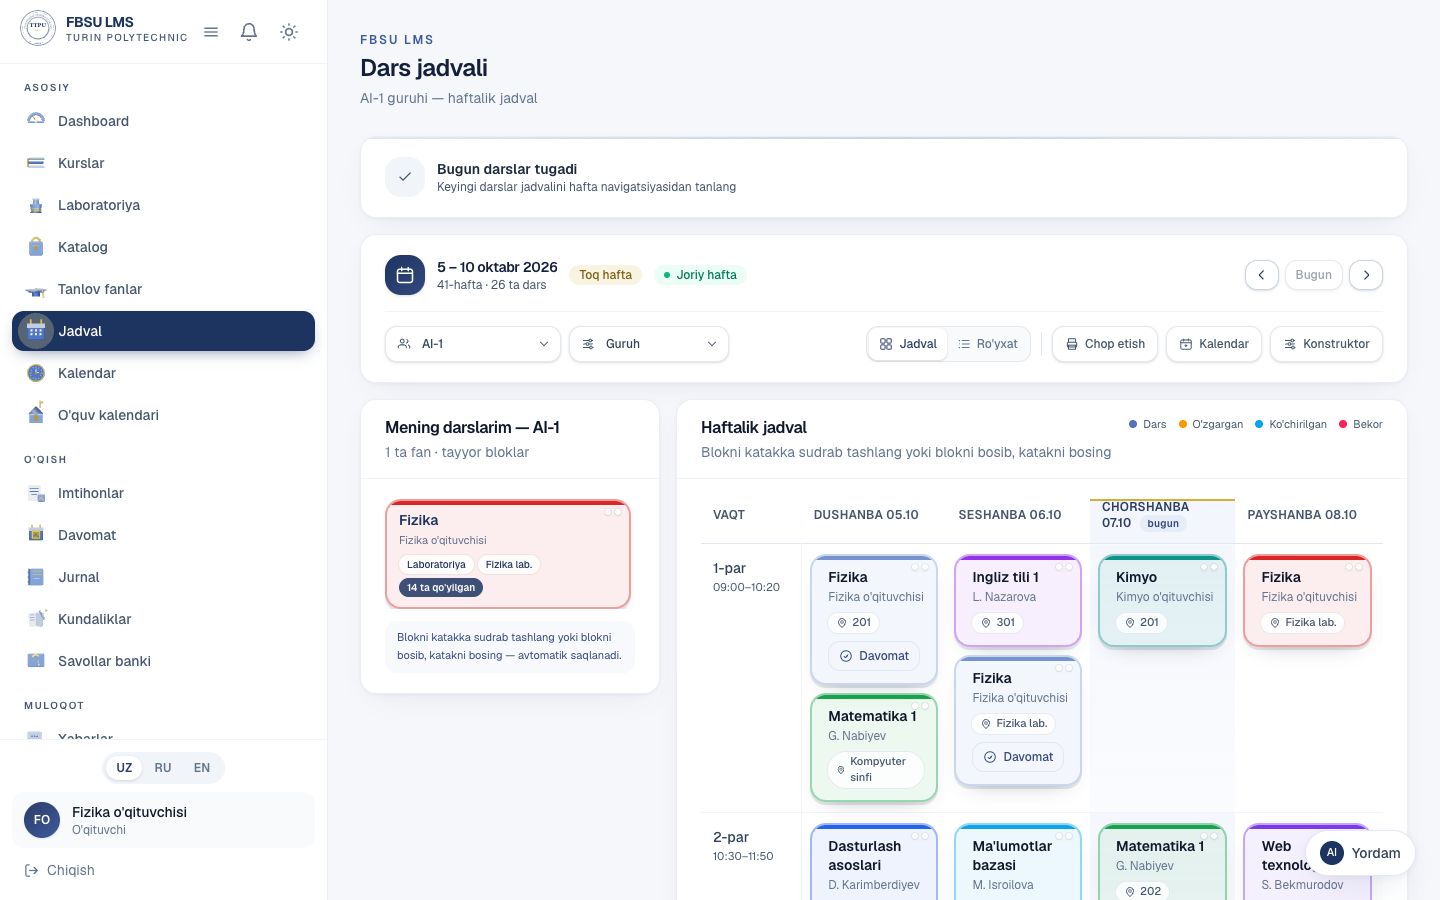 TTPU
FBSU LMS
TURIN POLYTECHNIC
ASOSIY
Dashboard
Kurslar
Laboratoriya
Katalog
Tanlov fanlar
Jadval
Kalendar
O'quv kalendari
O'QISH
Imtihonlar
Davomat
Jurnal
Kundaliklar
Savollar banki
MULOQOT
Xabarlar
UZ RU EN
FO
Fizika o'qituvchisi
O'qituvchi
Chiqish
FBSU LMS
Dars jadvali
AI-1 guruhi — haftalik jadval
Bugun darslar tugadi
Keyingi darslar jadvalini hafta navigatsiyasidan tanlang
5 – 10 oktabr 2026 Toq hafta Joriy hafta
41-hafta · 26 ta dars
Bugun
AI-1 Guruh Jadval Ro'yxat Chop etish Kalendar Konstruktor
Mening darslarim — AI-1
1 ta fan · tayyor bloklar
Fizika
Fizika o'qituvchisi
Laboratoriya Fizika lab.
14 ta qo'yilgan
Blokni katakka sudrab tashlang yoki blokni
bosib, katakni bosing — avtomatik saqlanadi.
Haftalik jadval
Dars O'zgargan Ko'chirilgan Bekor
Blokni katakka sudrab tashlang yoki blokni bosib, katakni bosing
VAQT DUSHANBA 05.10 SESHANBA 06.10 CHORSHANBA
07.10 bugun
PAYSHANBA 08.10
1-par
09:00–10:20
Fizika
Fizika o'qituvchisi
201
Davomat
Matematika 1
G. Nabiyev
Kompyuter
sinfi
Ingliz tili 1
L. Nazarova
301
Fizika
Fizika o'qituvchisi
Fizika lab.
Davomat
Kimyo
Kimyo o'qituvchisi
201
Fizika
Fizika o'qituvchisi
Fizika lab.
2-par
10:30–11:50
Dasturlash
asoslari
D. Karimberdiyev
Ma'lumotlar
bazasi
M. Isroilova
Matematika 1
G. Nabiyev
202
Web
S. Bekmurodov
AI Yordam